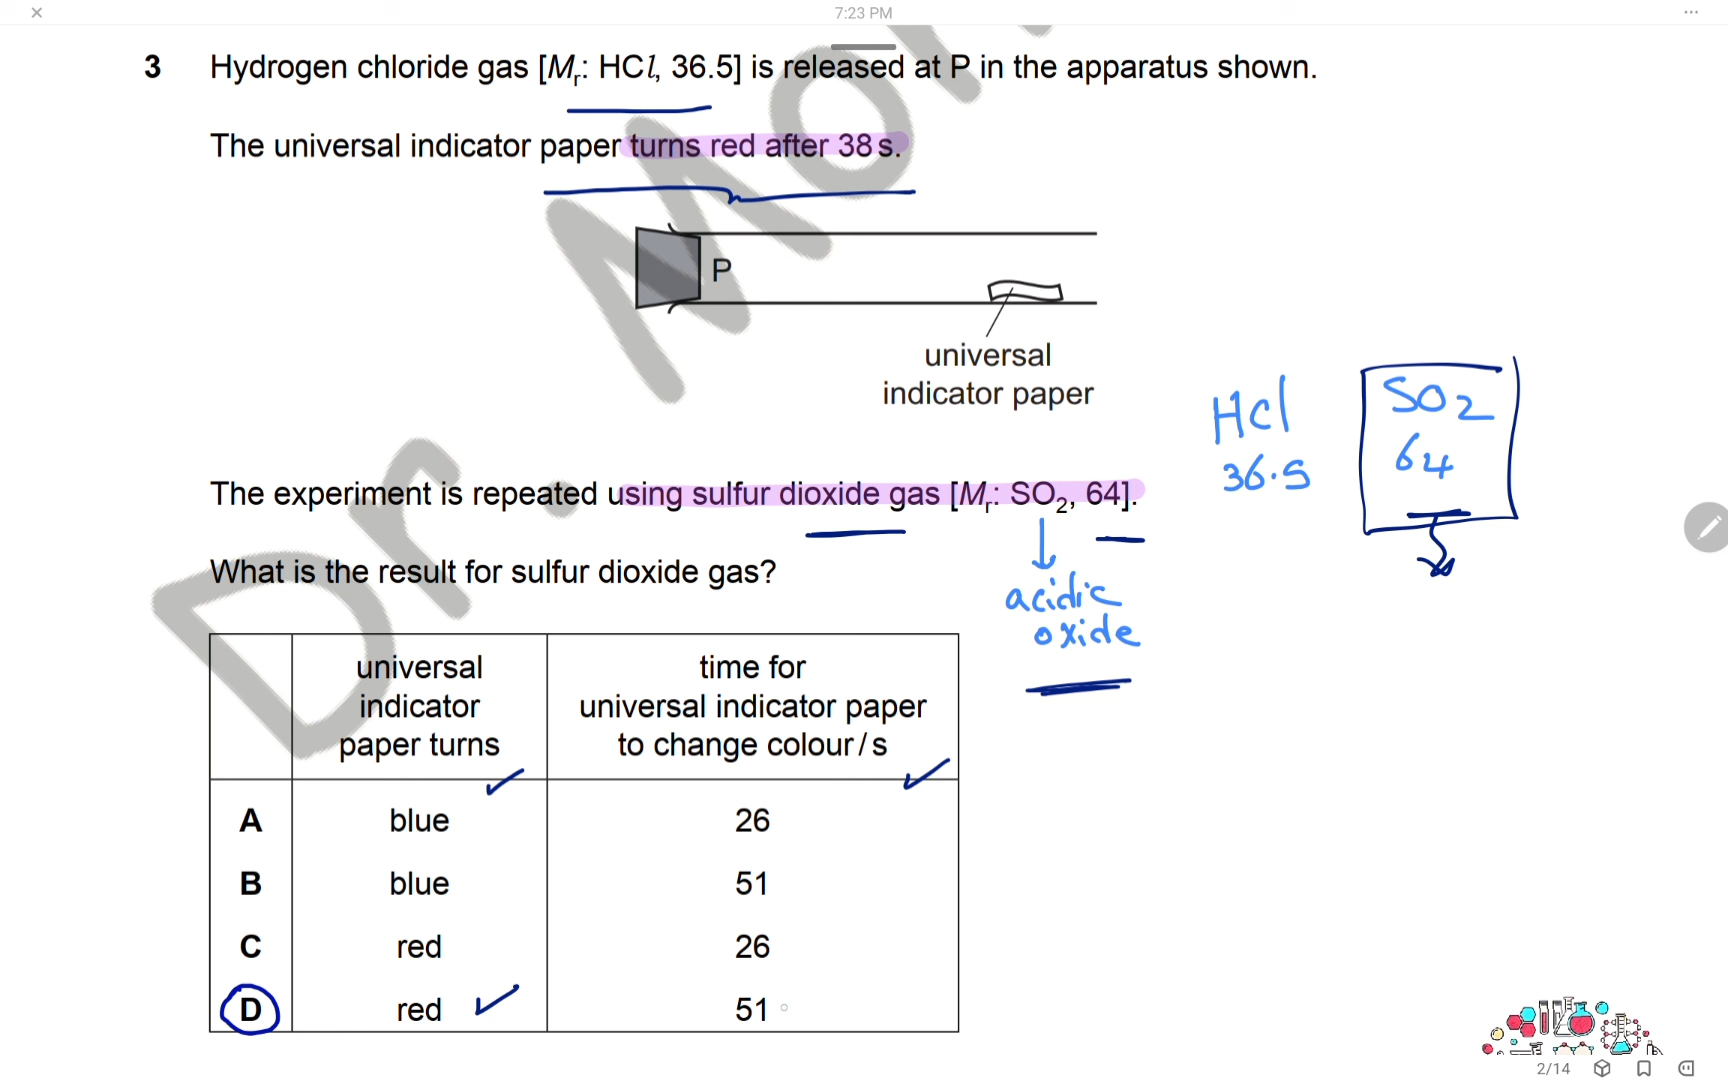 7:23 PM
3 Hydrogen chloride gas [Mr: HCl, 36.5] is released at P in the apparatus shown.
The universal indicator paper turns red after 38 s.
P
universal
indicator paper
HCl
36.5
SO2
64
The experiment is repeated using sulfur dioxide gas [Mr: SO2, 64].
What is the result for sulfur dioxide gas?
acidic
oxide
universal indicator paper turns
time for universal indicator paper to change colour / s
A blue 26
B blue 51
C red 26
D red 51
Dr. Mon
2/14